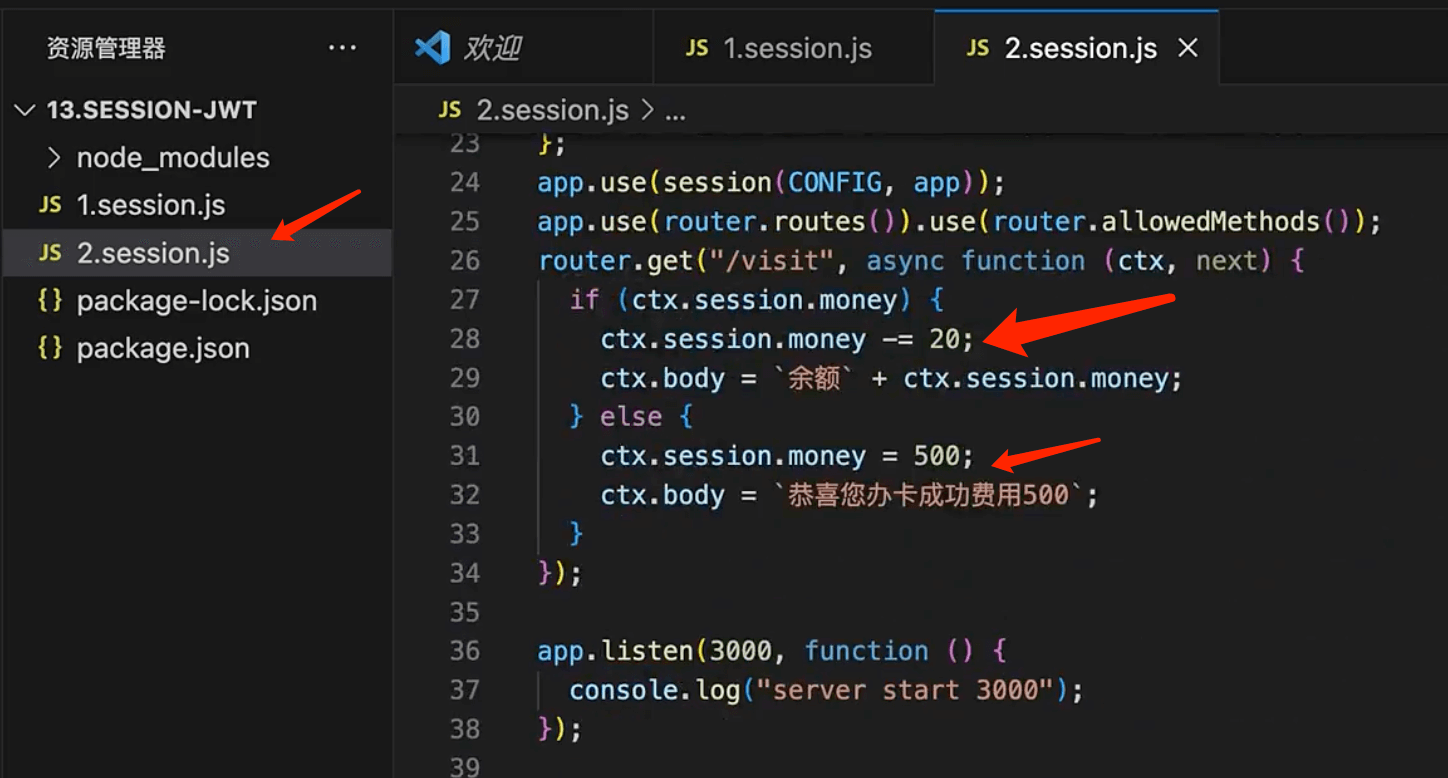 资源管理器 ...
13.SESSION-JWT
node_modules
JS 1.session.js
JS 2.session.js
{} package-lock.json
{} package.json
欢迎
JS 1.session.js
JS 2.session.js
JS 2.session.js > ...
23 };
24 app.use(session(CONFIG, app));
25 app.use(router.routes()).use(router.allowedMethods());
26 router.get("/visit", async function (ctx, next) {
27 if (ctx.session.money) {
28 ctx.session.money -= 20;
29 ctx.body = `余额` + ctx.session.money;
30 } else {
31 ctx.session.money = 500;
32 ctx.body = `恭喜您办卡成功费用500`;
33 }
34 });
35
36 app.listen(3000, function () {
37 console.log("server start 3000");
38 });
39